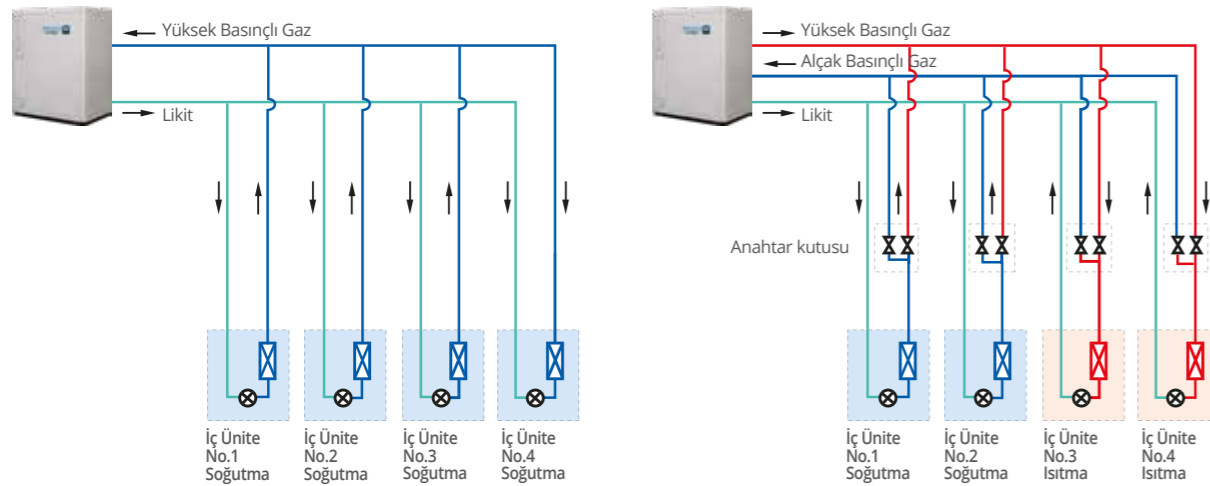 Yüksek Basınçlı Gaz
Likit
İç Ünite
No.1
Soğutma
İç Ünite
No.2
Soğutma
İç Ünite
No.3
Soğutma
İç Ünite
No.4
Soğutma
Yüksek Basınçlı Gaz
Alçak Basınçlı Gaz
Likit
Anahtar kutusu
İç Ünite
No.1
Soğutma
İç Ünite
No.2
Soğutma
İç Ünite
No.3
Isıtma
İç Ünite
No.4
Isıtma